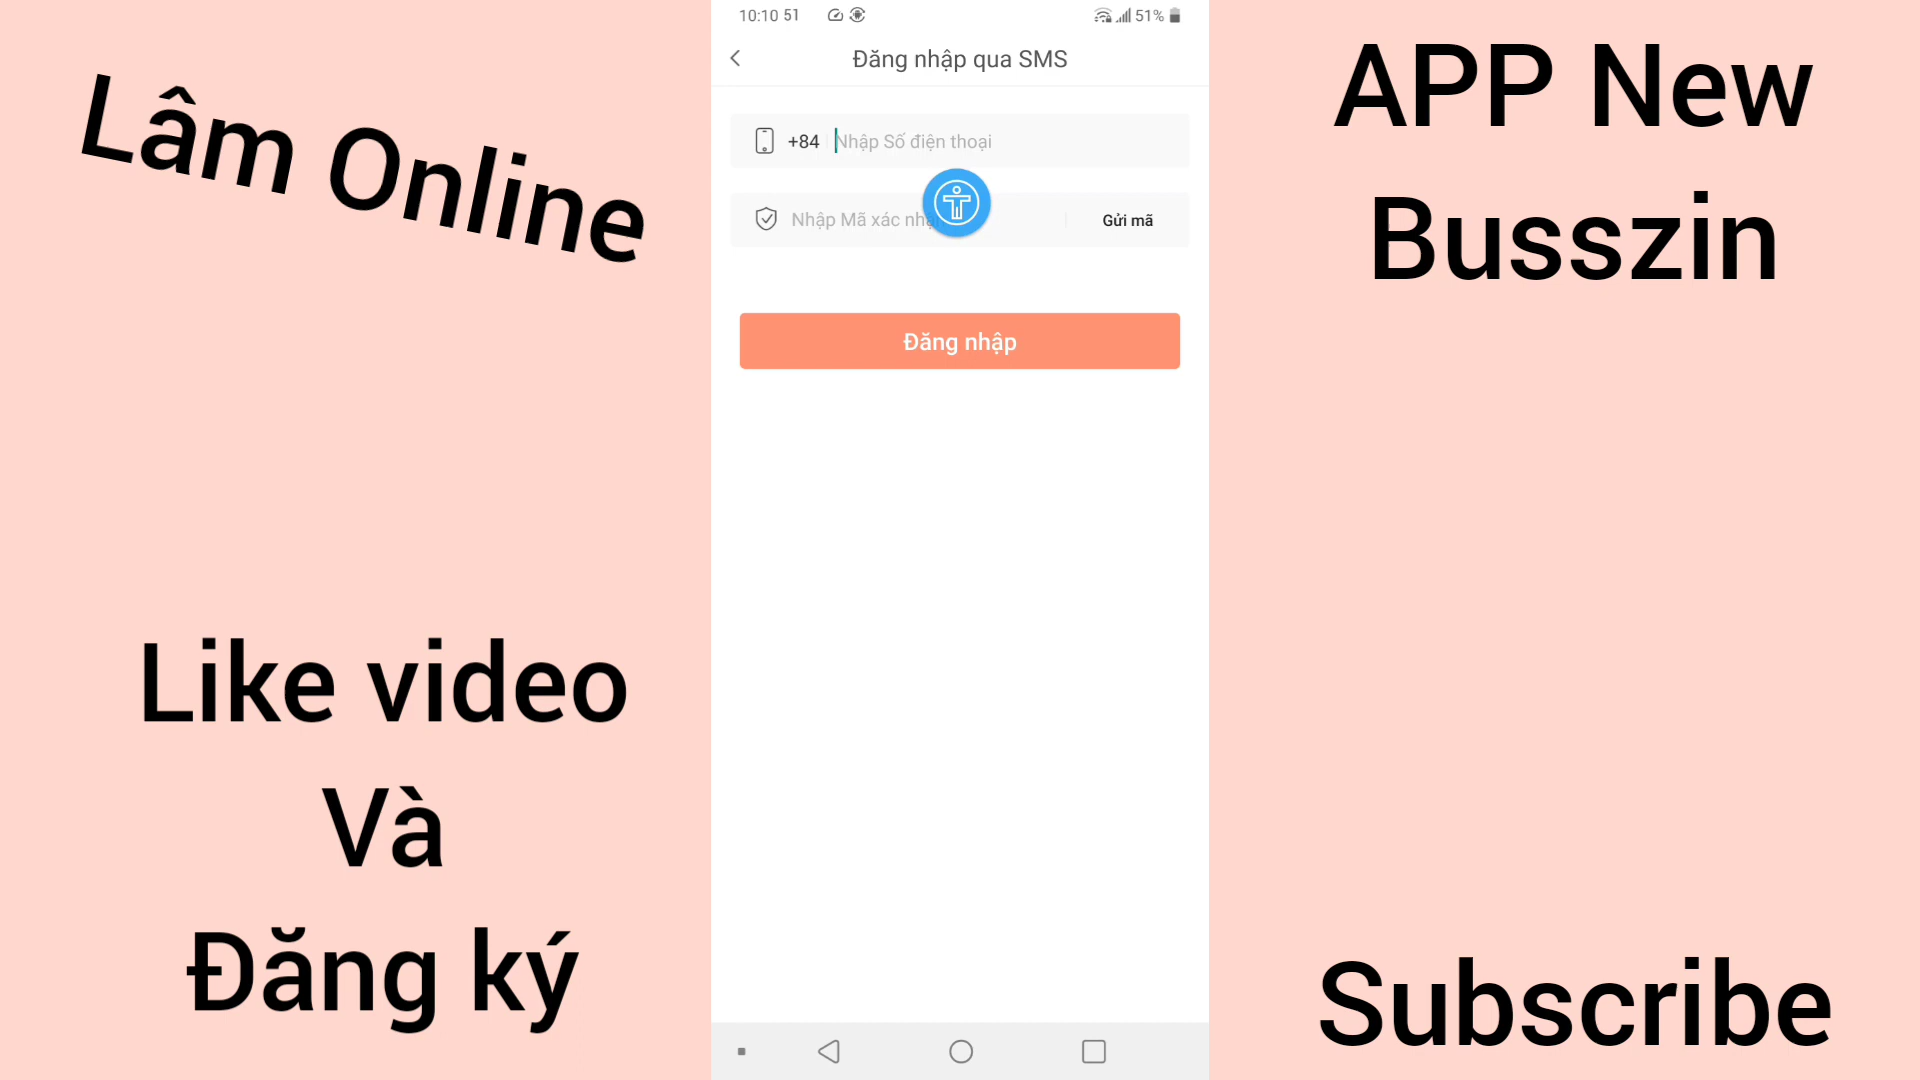 Lâm Online
Like video
Và
Đăng ký
10:10 51
51%
Đăng nhập qua SMS
+84 Nhập Số điện thoại
Nhập Mã xác nhận
Gửi mã
Đăng nhập
APP New
Busszin
Subscribe